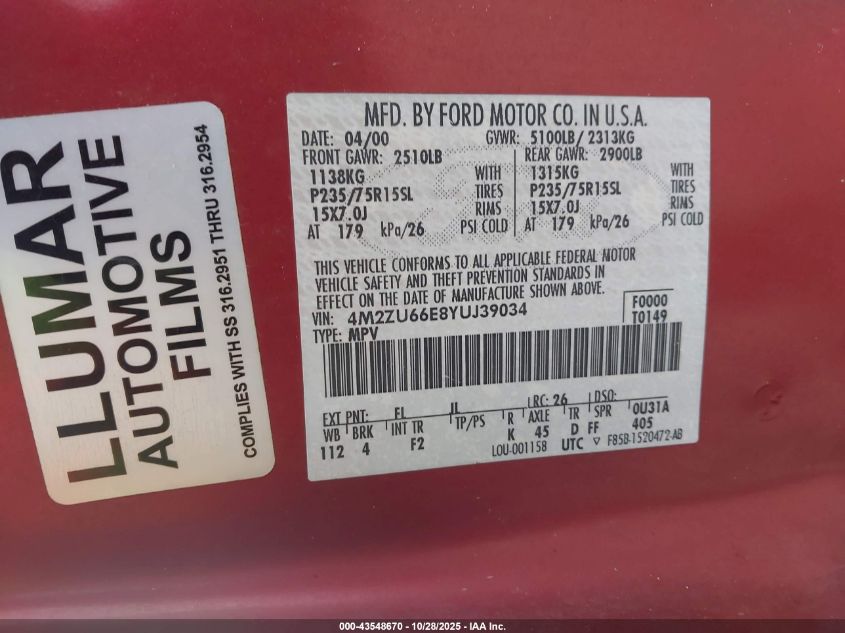 LLUMAR
AUTOMOTIVE
FILMS
COMPLIES WITH SS 316.2951 THRU 316.2954
MFD. BY FORD MOTOR CO. IN U.S.A.
DATE: 04/00 GVWR: 5100LB/ 2313KG
FRONT GAWR: 2510LB REAR GAWR: 2900LB
1138KG WITH 1315KG WITH
P235/75R15SL TIRES P235/75R15SL TIRES
15X7.0J RIMS 15X7.0J RIMS
AT 179 kPa/26 PSI COLD AT 179 kPa/26 PSI COLD
THIS VEHICLE CONFORMS TO ALL APPLICABLE FEDERAL MOTOR
VEHICLE SAFETY AND THEFT PREVENTION STANDARDS IN
EFFECT ON THE DATE OF MANUFACTURE SHOWN ABOVE.
VIN: 4M2ZU66E8YUJ39034 F0000
TYPE: MPV T0149
EXT PNT: FL JL RC: 26 DSO:
WB BRK INT TR TP/PS R AXLE TR SPR 0U31A
112 4 F2 K 45 D FF 405
LOU-001158 UTC ▽ F85B-1520472-AB
000-43548670 - 10/28/2025 - IAA Inc.